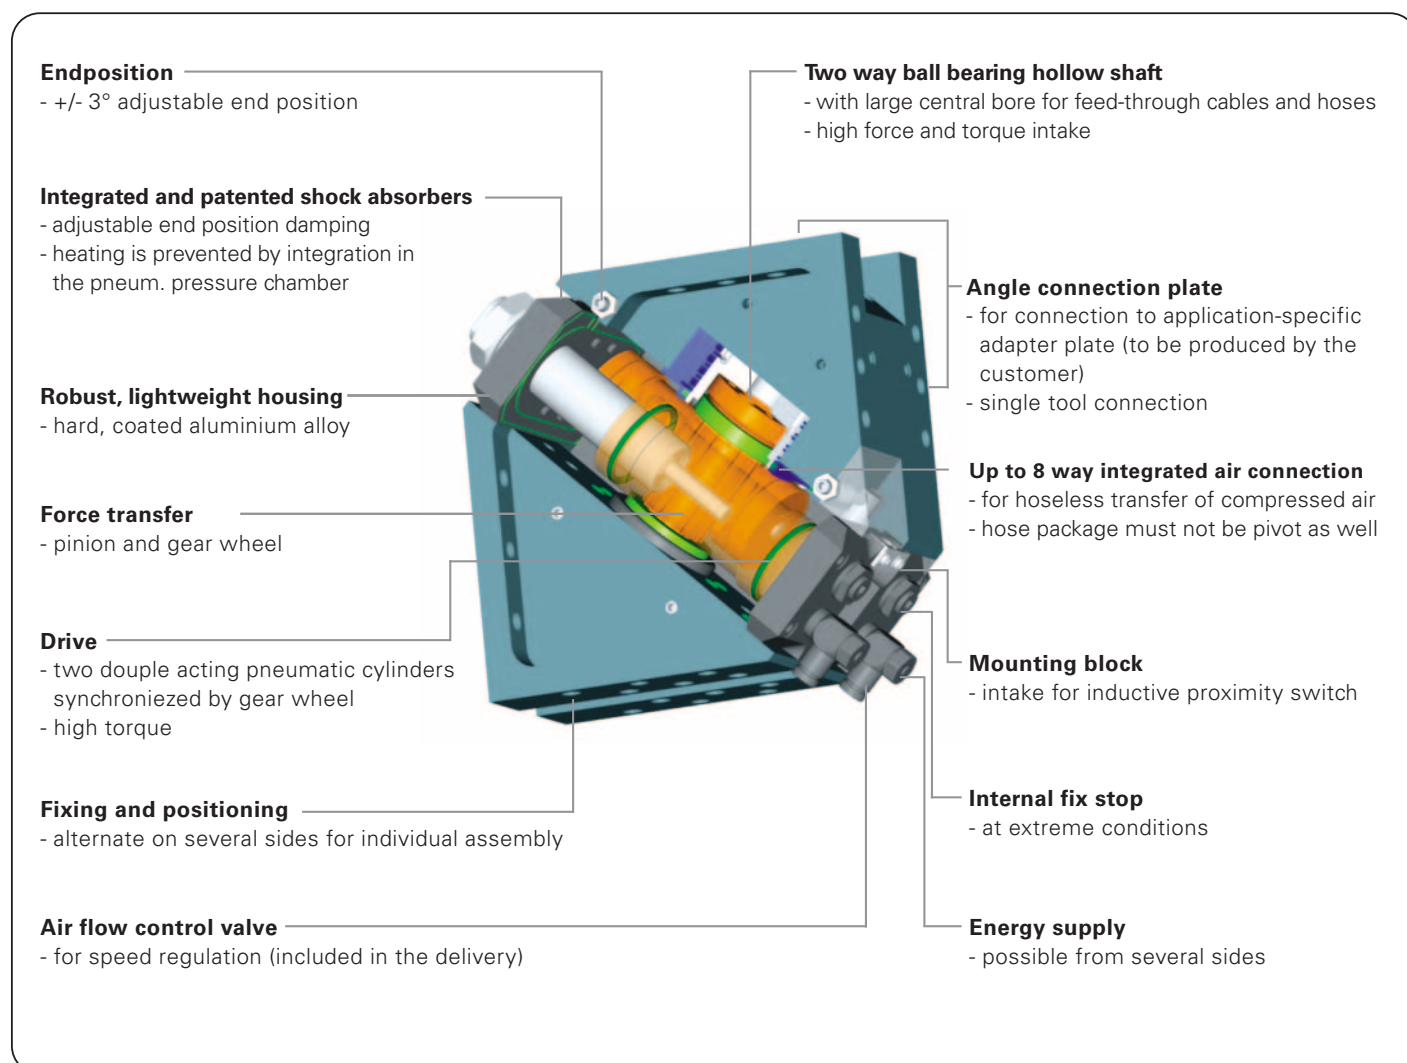 Endposition
- +/- 3° adjustable end position
Integrated and patented shock absorbers
- adjustable end position damping
- heating is prevented by integration in
the pneum. pressure chamber
Robust, lightweight housing
- hard, coated aluminium alloy
Force transfer
- pinion and gear wheel
Drive
- two douple acting pneumatic cylinders
synchroniezed by gear wheel
- high torque
Fixing and positioning
- alternate on several sides for individual assembly
Air flow control valve
- for speed regulation (included in the delivery)
Two way ball bearing hollow shaft
- with large central bore for feed-through cables and hoses
- high force and torque intake
Angle connection plate
- for connection to application-specific
adapter plate (to be produced by the
customer)
- single tool connection
Up to 8 way integrated air connection
- for hoseless transfer of compressed air
- hose package must not be pivot as well
Mounting block
- intake for inductive proximity switch
Internal fix stop
- at extreme conditions
Energy supply
- possible from several sides